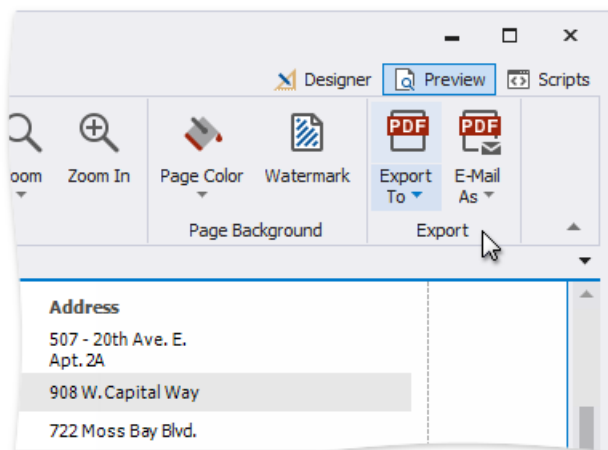 Designer Preview Scripts
PDF PDF
oom Zoom In Page Color Watermark Export E-Mail
To As
Page Background Export
Address
507 - 20th Ave. E.
Apt. 2A
908 W. Capital Way
722 Moss Bay Blvd.